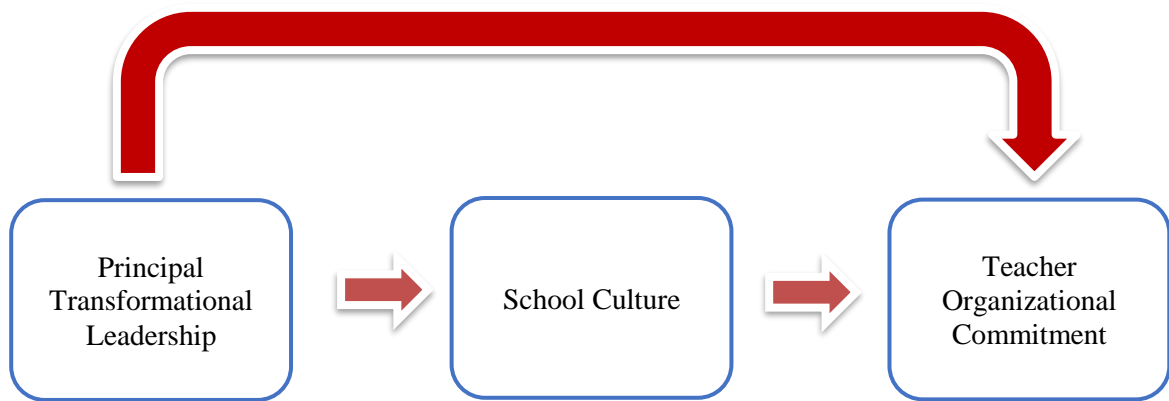 Principal
Transformational
Leadership
School Culture
Teacher
Organizational
Commitment